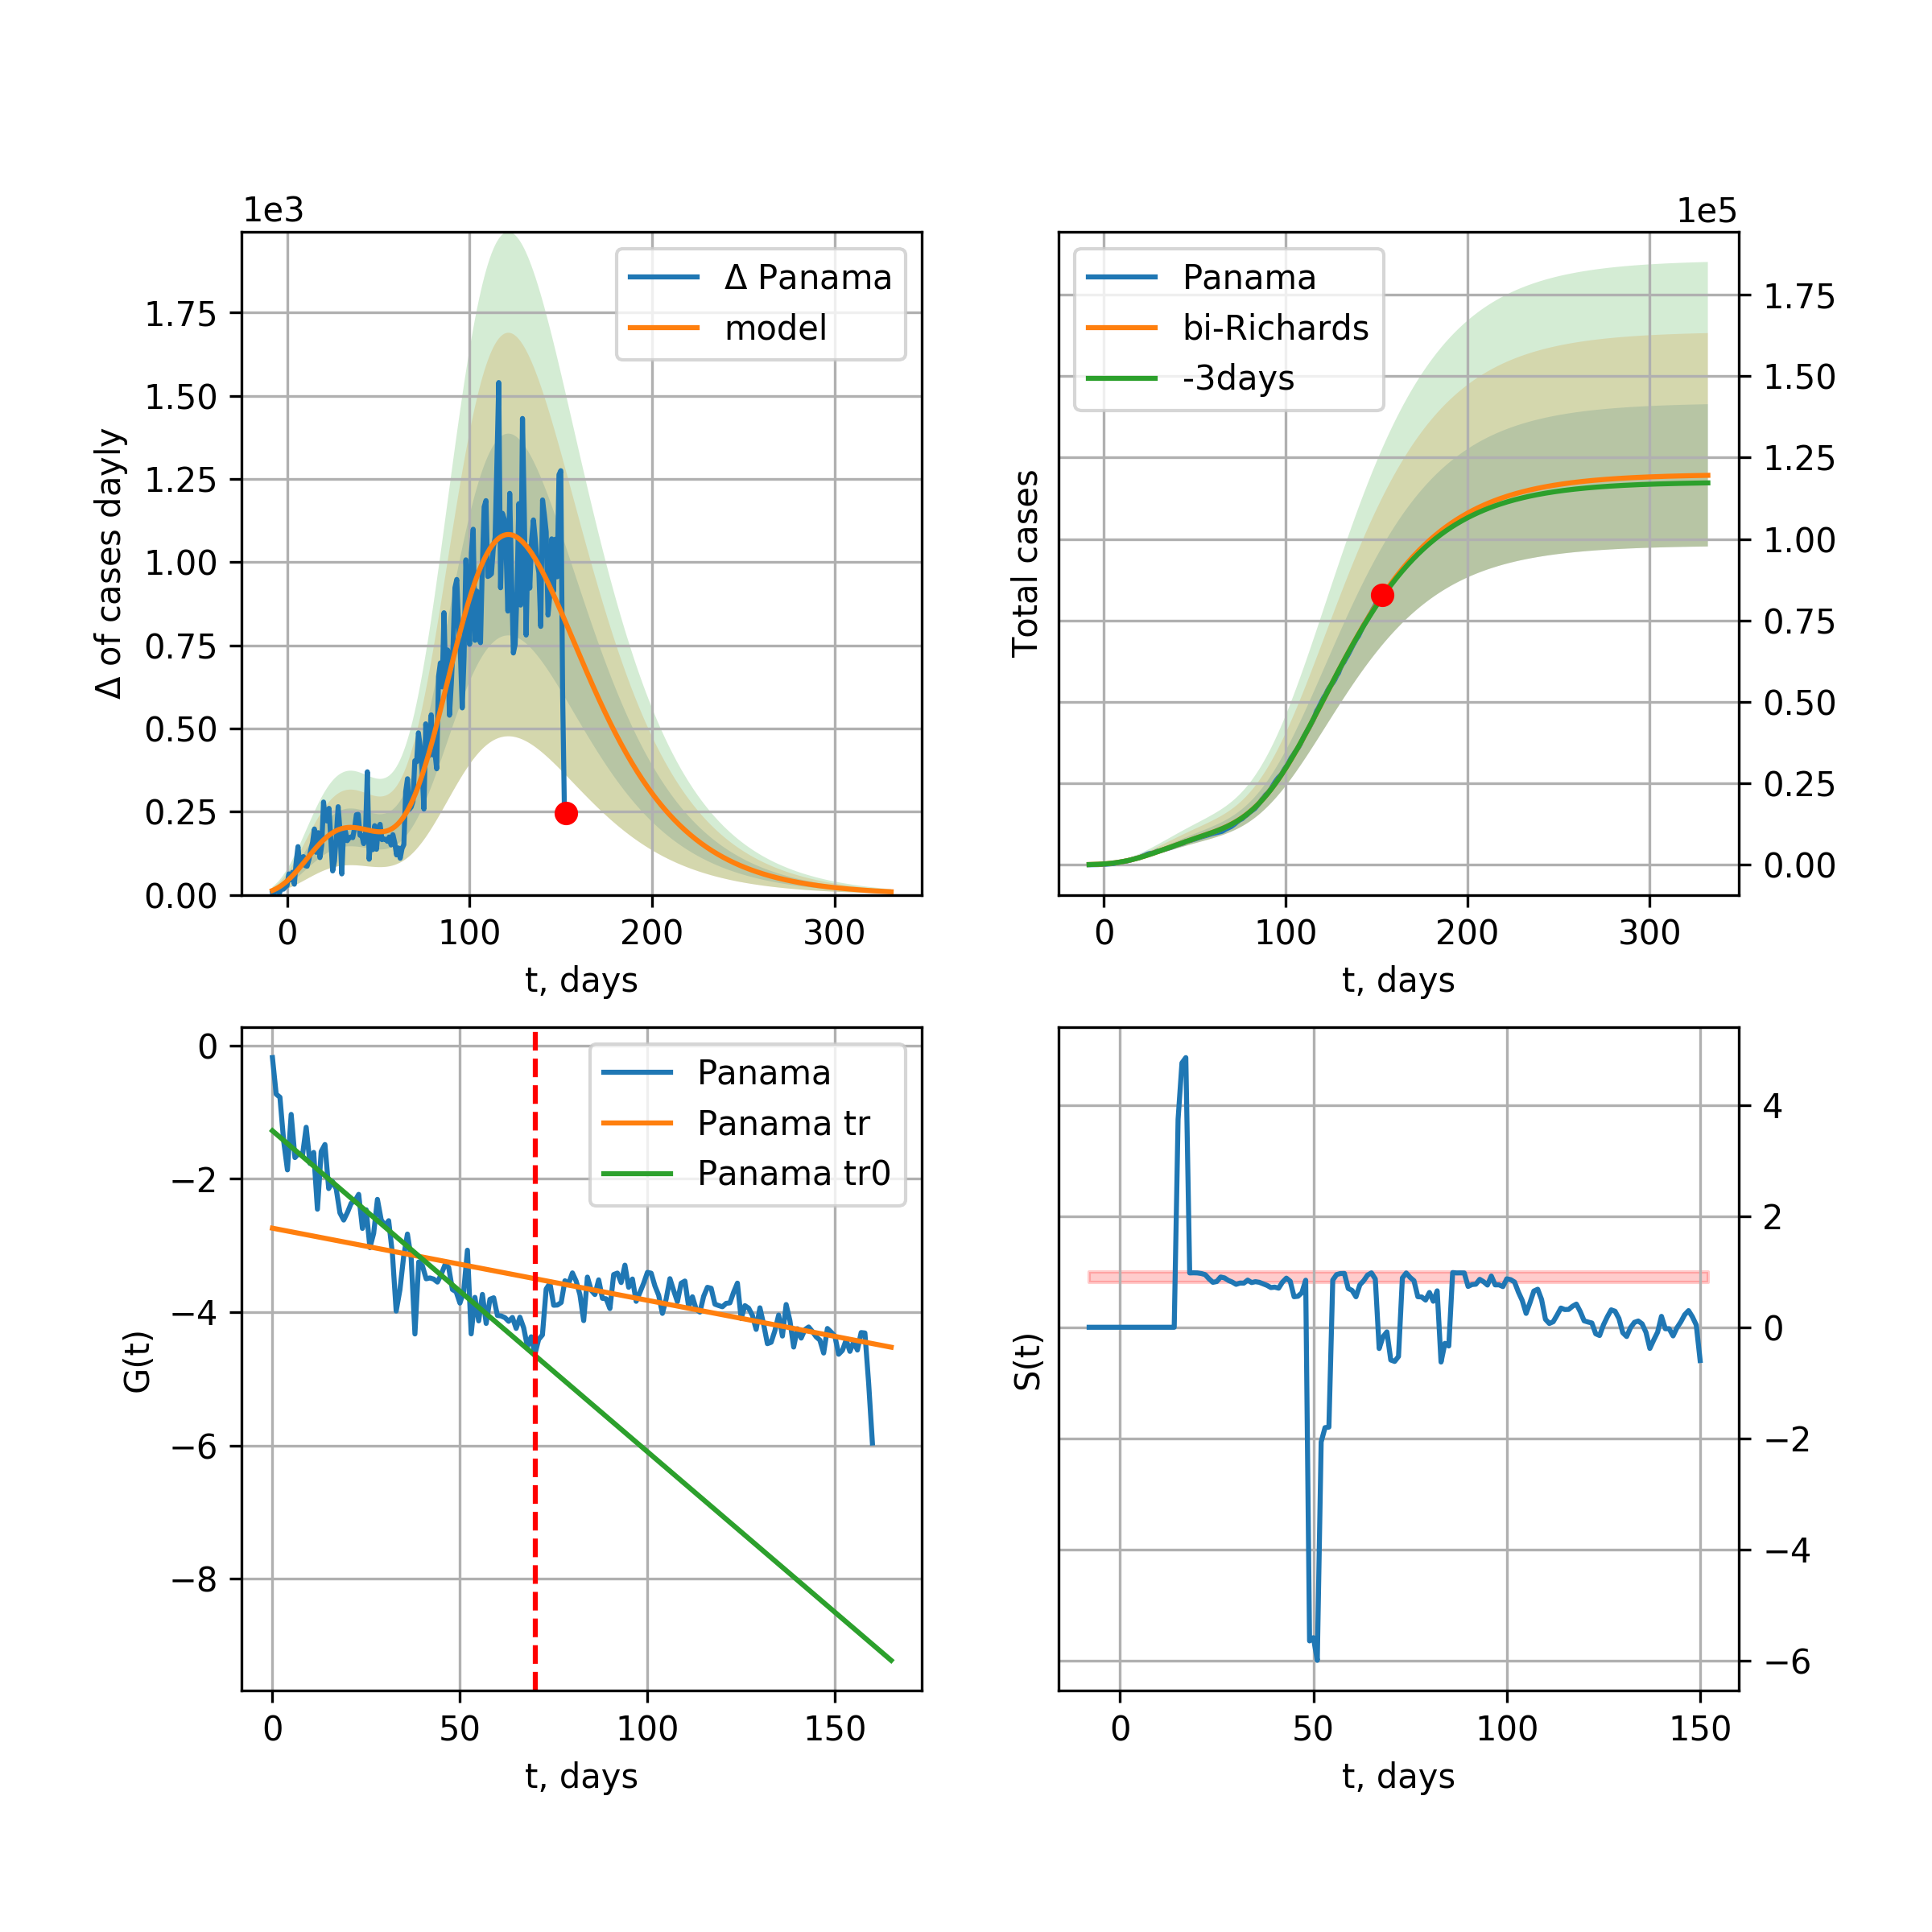 1e3
Δ of cases dayly
1.75
1.50
1.25
1.00
0.75
0.50
0.25
0.00
Δ Panama
model
0 100 200 300
t, days
1e5
Total cases
Panama
bi-Richards
-3days
1.75
1.50
1.25
1.00
0.75
0.50
0.25
0.00
0 100 200 300
t, days
G(t)
0
−2
−4
−6
−8
Panama
Panama tr
Panama tr0
0 50 100 150
t, days
S(t)
4
2
0
−2
−4
−6
0 50 100 150
t, days